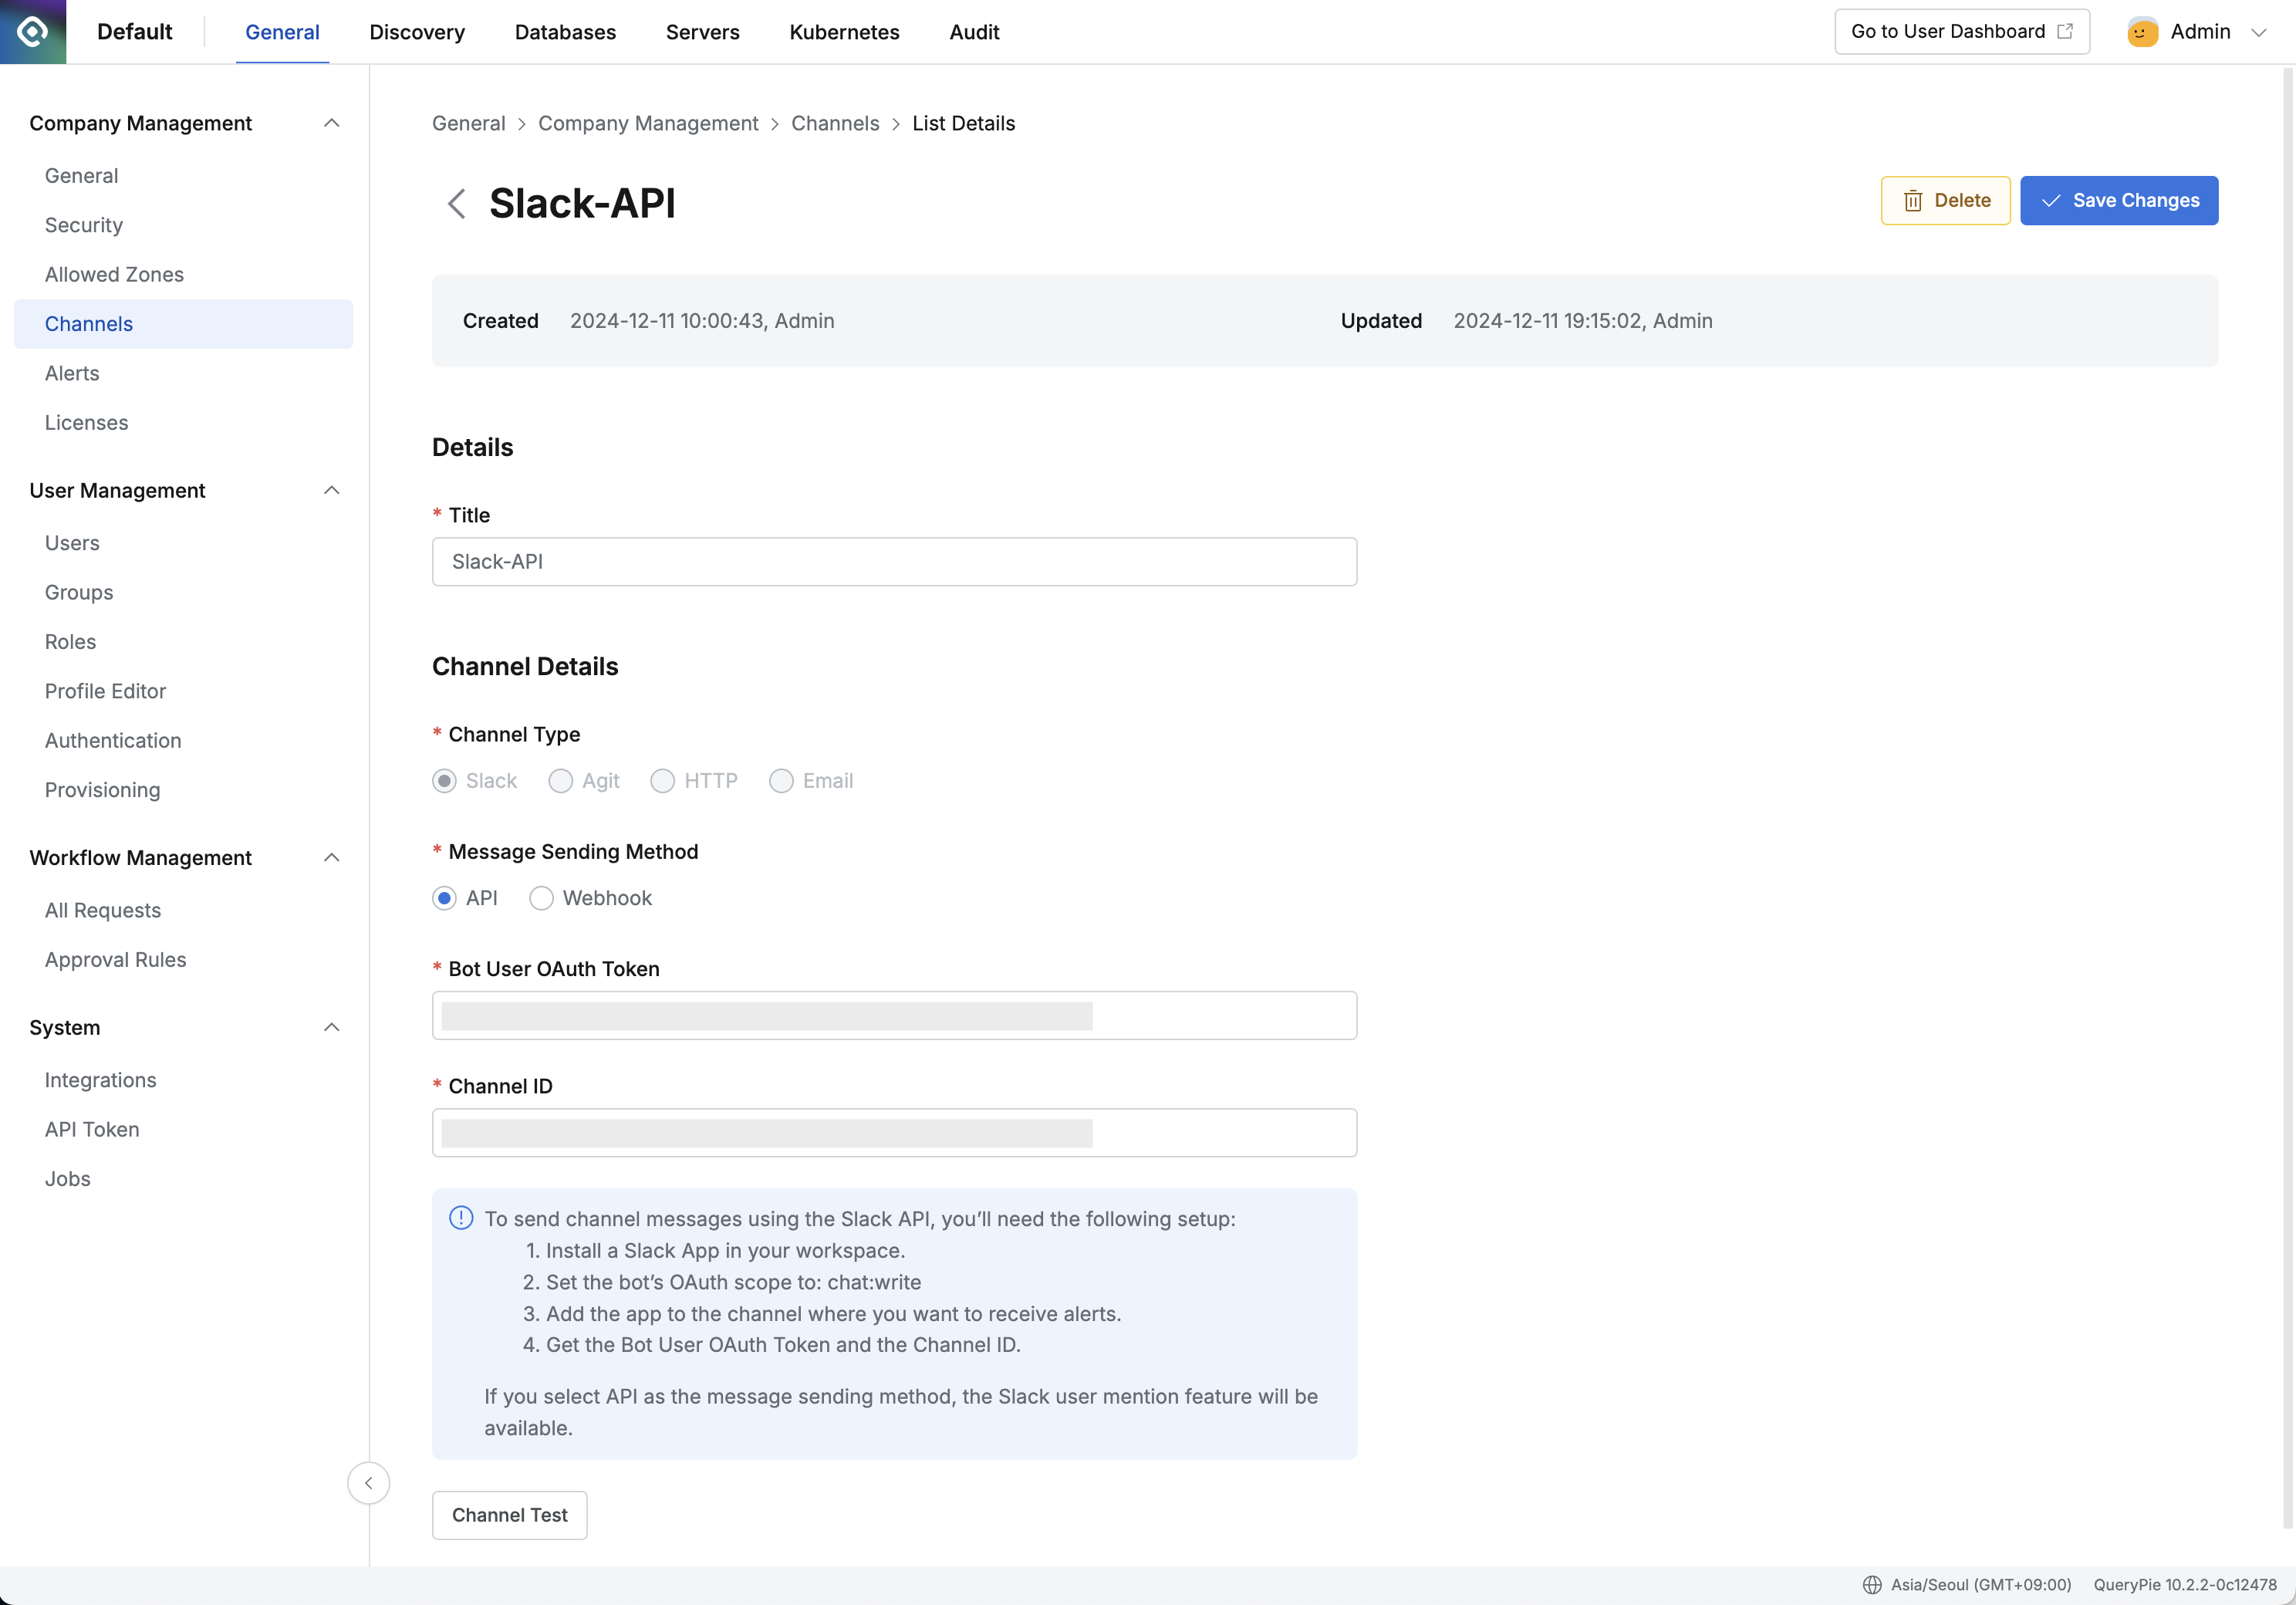 Default
General
Discovery
Databases
Servers
Kubernetes
Audit
Go to User Dashboard
Admin
Company Management
General
Security
Allowed Zones
Channels
Alerts
Licenses
User Management
Users
Groups
Roles
Profile Editor
Authentication
Provisioning
Workflow Management
All Requests
Approval Rules
System
Integrations
API Token
Jobs
General > Company Management > Channels > List Details
Slack-API
Delete
Save Changes
Created 2024-12-11 10:00:43, Admin
Updated 2024-12-11 19:15:02, Admin
Details
* Title
Slack-API
Channel Details
* Channel Type
Slack Agit HTTP Email
* Message Sending Method
API Webhook
* Bot User OAuth Token
* Channel ID
To send channel messages using the Slack API, you’ll need the following setup:
1. Install a Slack App in your workspace.
2. Set the bot’s OAuth scope to: chat:write
3. Add the app to the channel where you want to receive alerts.
4. Get the Bot User OAuth Token and the Channel ID.
If you select API as the message sending method, the Slack user mention feature will be
available.
Channel Test
Asia/Seoul (GMT+09:00)
QueryPie 10.2.2-0c12478